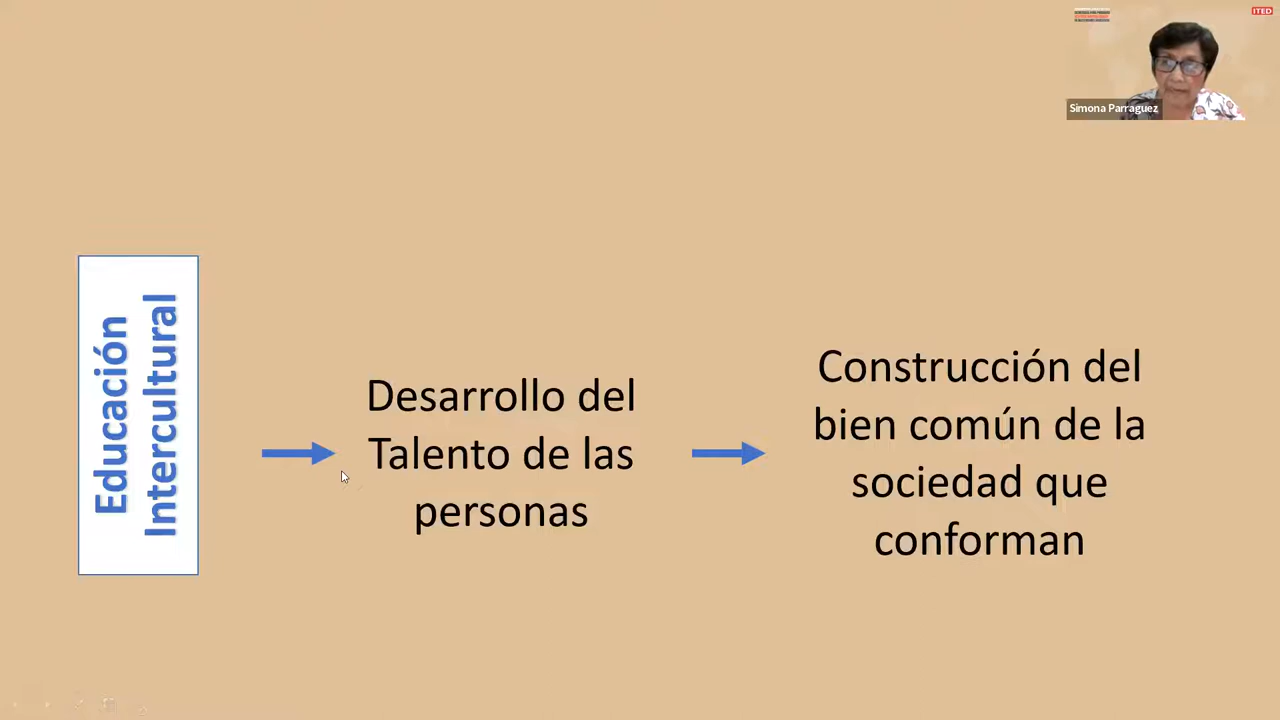 ITED
Simona Parraguez
Educación
Intercultural
Desarrollo del
Talento de las
personas
Construcción del
bien común de la
sociedad que
conforman